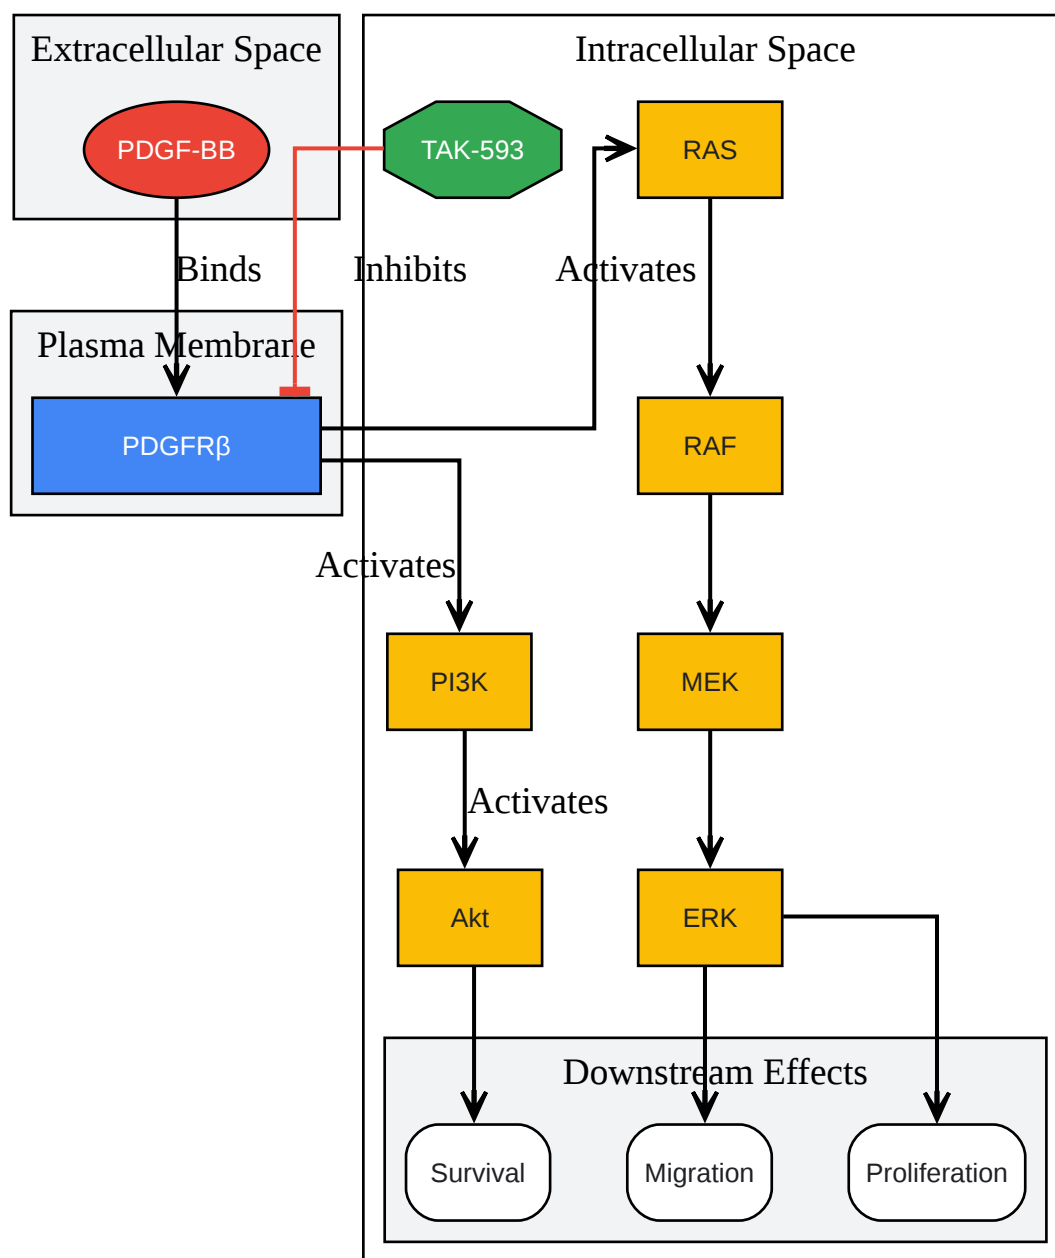 Extracellular Space
Intracellular Space
PDGF-BB
TAK-593
RAS
Binds
Inhibits
Activates
Plasma Membrane
PDGFRβ
RAF
Activates
PI3K
MEK
Activates
Akt
ERK
Downstream Effects
Survival
Migration
Proliferation